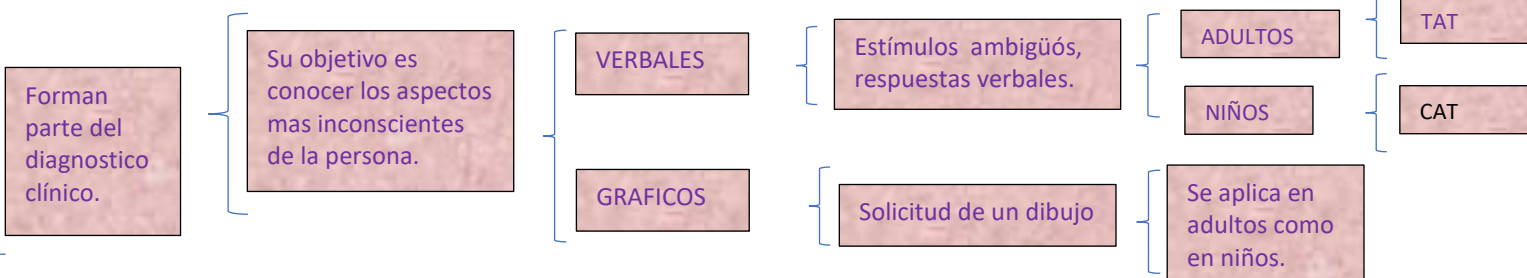 Forman
parte del
diagnostico
clínico.
Su objetivo es
conocer los aspectos
mas inconscientes
de la persona.
VERBALES
Estímulos ambigüós,
respuestas verbales.
ADULTOS
TAT
NIÑOS
CAT
GRAFICOS
Solicitud de un dibujo
Se aplica en
adultos como
en niños.